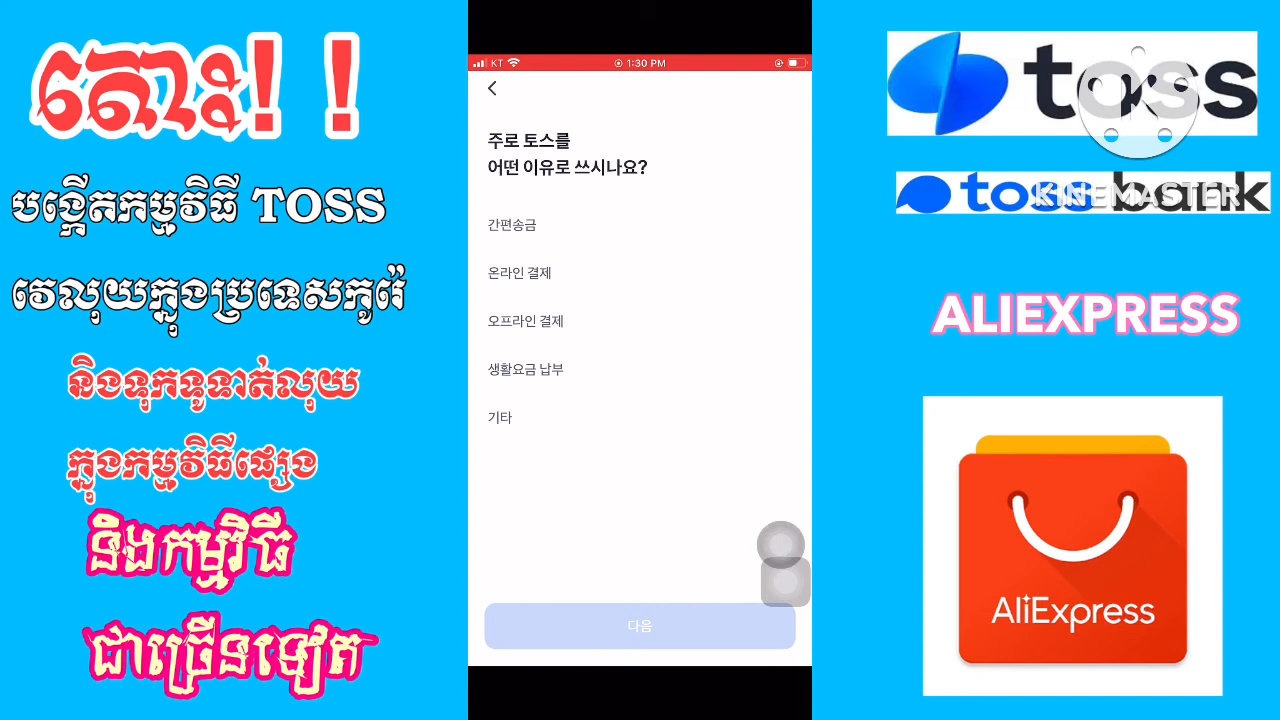 តោះ! !
បង្កើតកម្មវិធី TOSS
វេលុយក្នុងប្រទេសកូរ៉េ
និងទុកទូទាត់លុយ
ក្នុងកម្មវិធីផ្សេង
និងកម្មវិធី
ជាច្រើនទៀត
KT 1:30 PM
주로 토스를
어떤 이유로 쓰시나요?
간편송금
온라인 결제
오프라인 결제
생활요금 납부
기타
다음
toss
toss bank
KINEMASTER
ALIEXPRESS
AliExpress